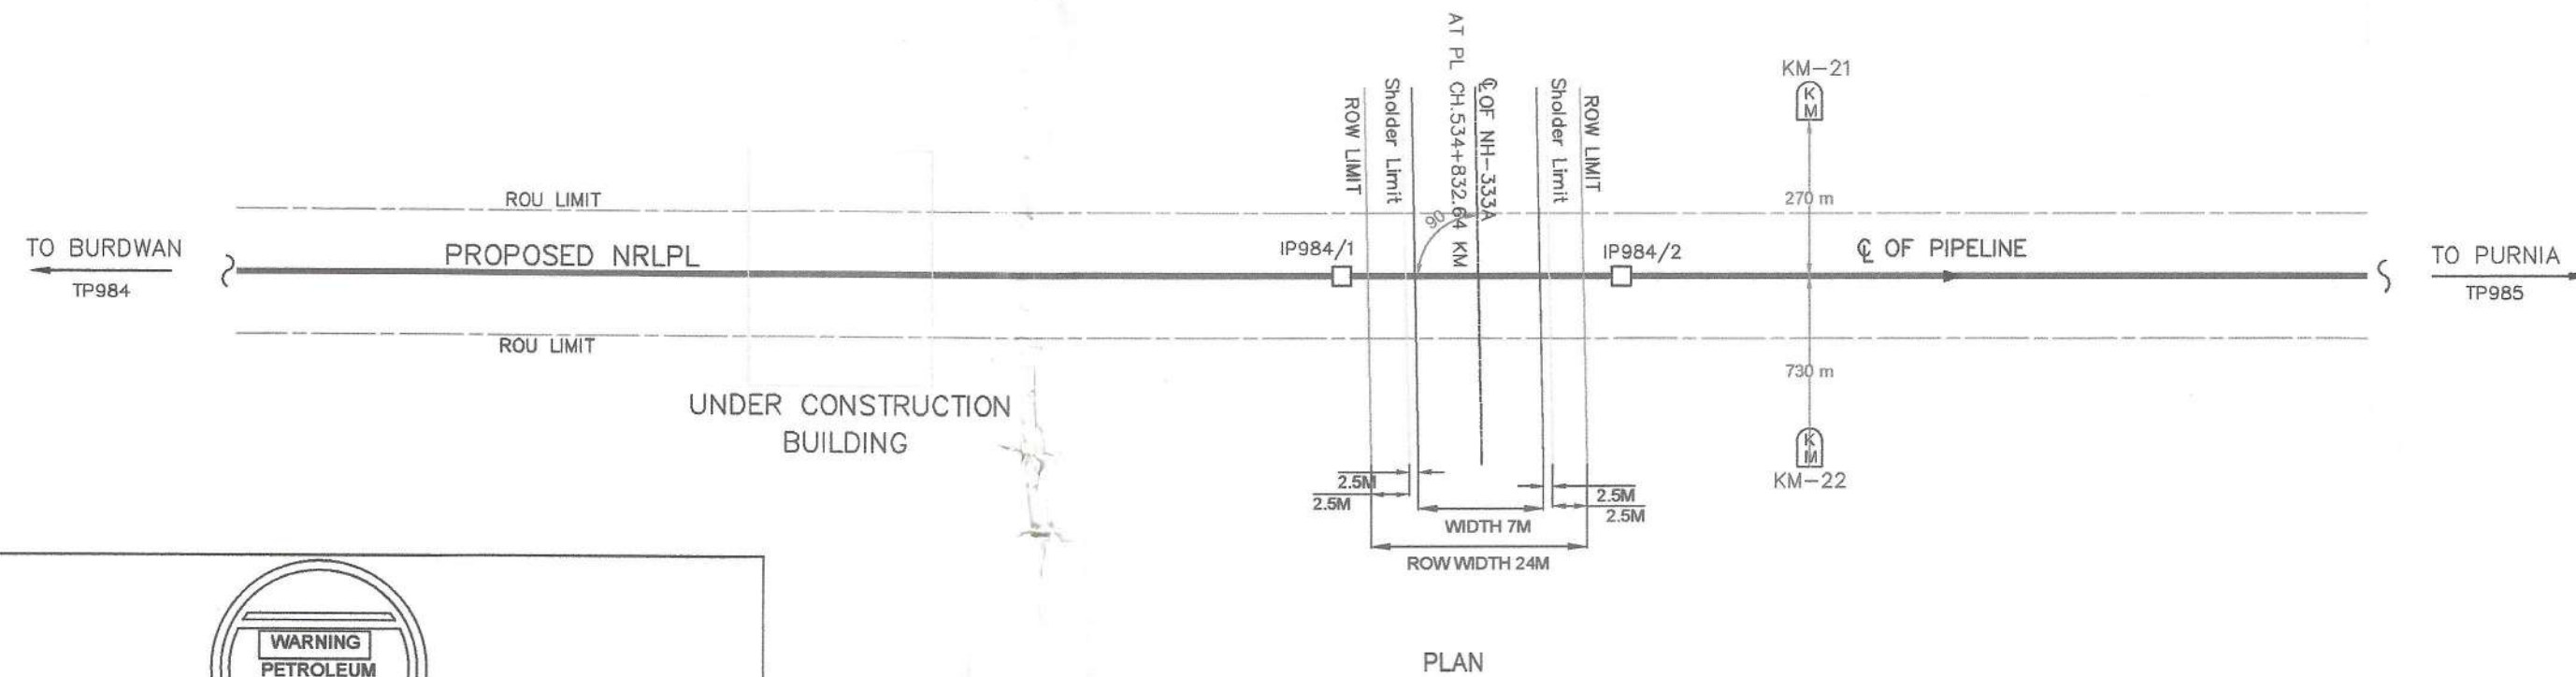 AT PL CH.534+832.64 KM
℄ OF NH-333A
ROW LIMIT
Sholder Limit
Sholder Limit
ROW LIMIT
90
KM-21
K
M
270 m
ROU LIMIT
TO BURDWAN
TP984
PROPOSED NRLPL
IP984/1
IP984/2
℄ OF PIPELINE
TO PURNIA
TP985
ROU LIMIT
730 m
UNDER CONSTRUCTION
BUILDING
K
M
KM-22
2.5M
2.5M
2.5M
2.5M
WIDTH 7M
ROW WIDTH 24M
WARNING
PETROLEUM
PLAN